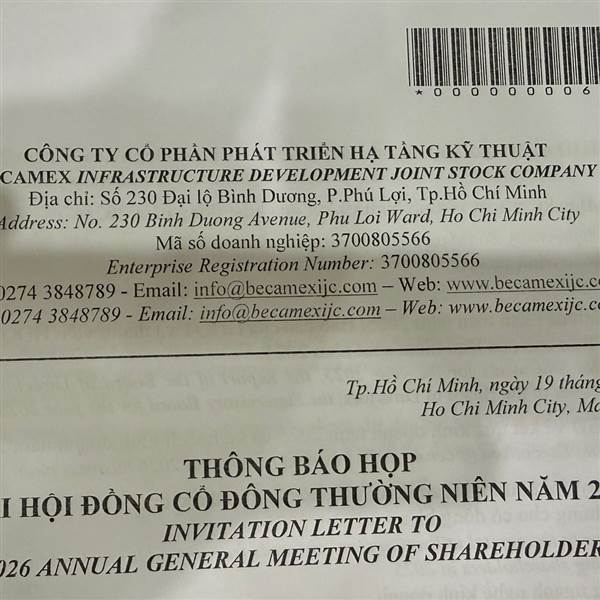 *000000006
CÔNG TY CỔ PHẦN PHÁT TRIỂN HẠ TẦNG KỸ THUẬT
CAMEX INFRASTRUCTURE DEVELOPMENT JOINT STOCK COMPANY
Địa chỉ: Số 230 Đại lộ Bình Dương, P.Phú Lợi, Tp.Hồ Chí Minh
Address: No. 230 Binh Duong Avenue, Phu Loi Ward, Ho Chi Minh City
Mã số doanh nghiệp: 3700805566
Enterprise Registration Number: 3700805566
0274 3848789 - Email: info@becamexijc.com – Web: www.becamexijc.co
0274 3848789 - Email: info@becamexijc.com – Web: www.becamexijc.co
Tp.Hồ Chí Minh, ngày 19 thán
Ho Chi Minh City, Ma
THÔNG BÁO HỌP
I HỘI ĐỒNG CỔ ĐÔNG THƯỜNG NIÊN NĂM 2
INVITATION LETTER TO
026 ANNUAL GENERAL MEETING OF SHAREHOLDER